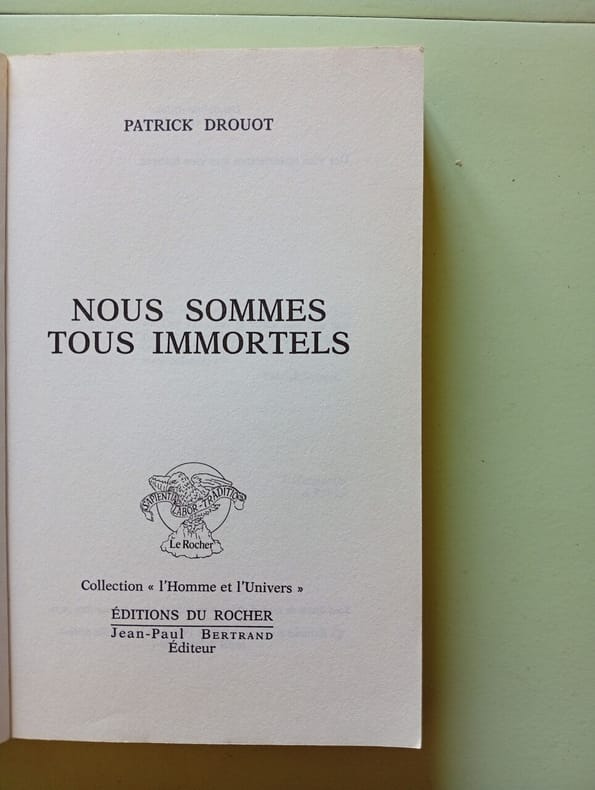 PATRICK DROUOT
NOUS SOMMES
TOUS IMMORTELS
SAPIENTIA LABOR-TRADITIO
Le Rocher
Collection « l'Homme et l'Univers »
ÉDITIONS DU ROCHER
Jean-Paul BERTRAND
Éditeur